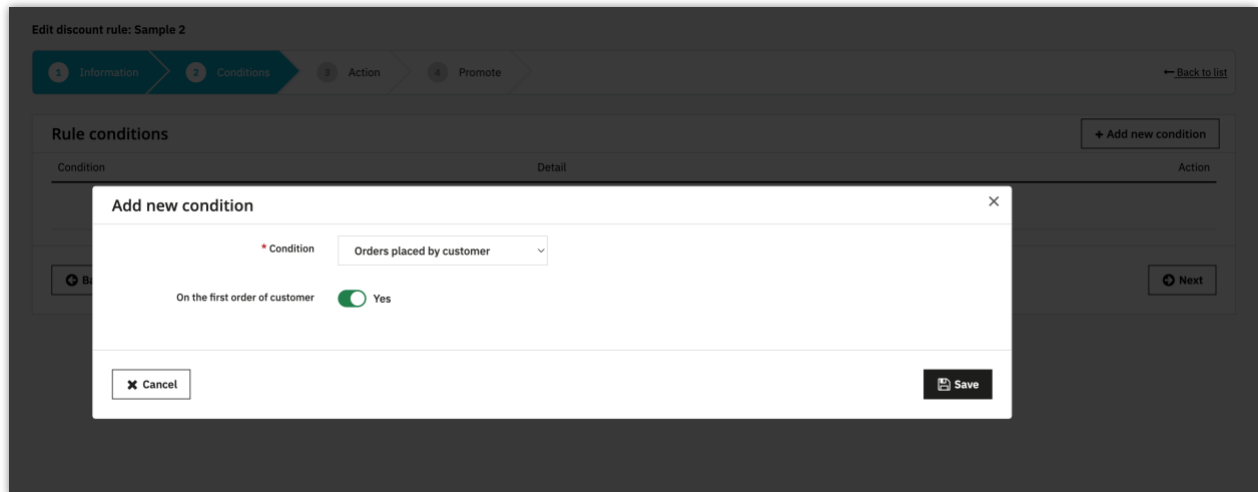 Edit discount rule: Sample 2
1 Information 2 Conditions 3 Action 4 Promote ← Back to list
Rule conditions + Add new condition
Condition Detail Action
Add new condition ×
* Condition Orders placed by customer
On the first order of customer Yes
Next
Cancel Save